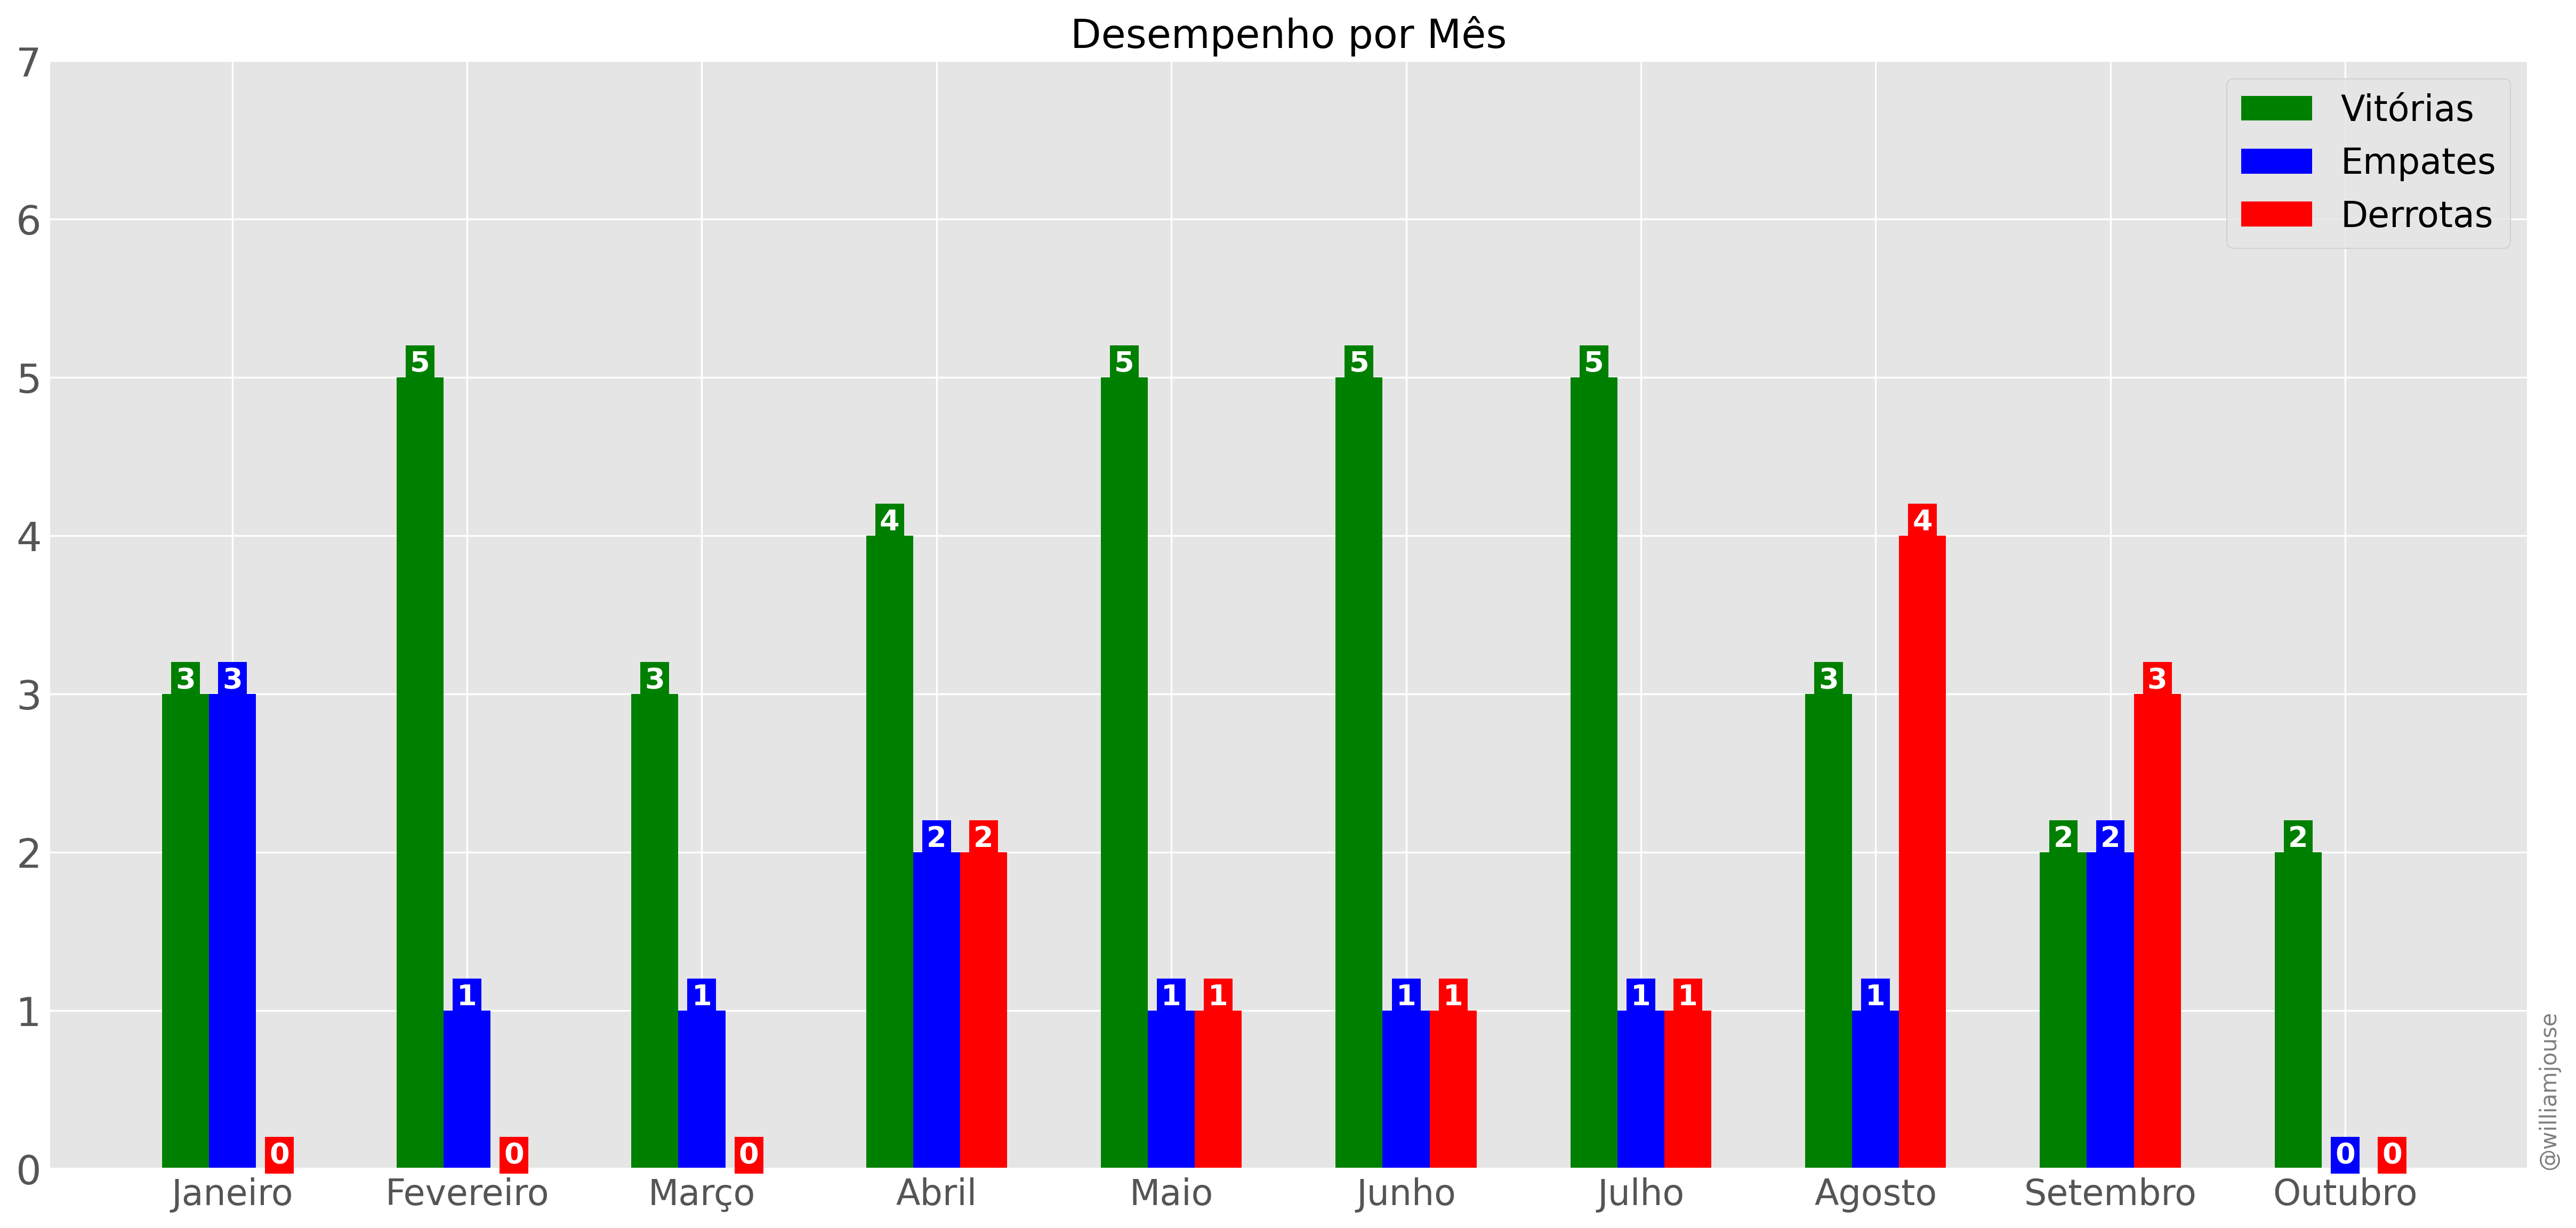 Desempenho por Mês
7
6
5
4
3
2
1
0
Vitórias
Empates
Derrotas
3 3 0
5 1 0
3 1 0
4 2 2
5 1 1
5 1 1
5 1 1
3 1 4
2 2 3
2 0 0
Janeiro Fevereiro Março Abril Maio Junho Julho Agosto Setembro Outubro
@williamjouse